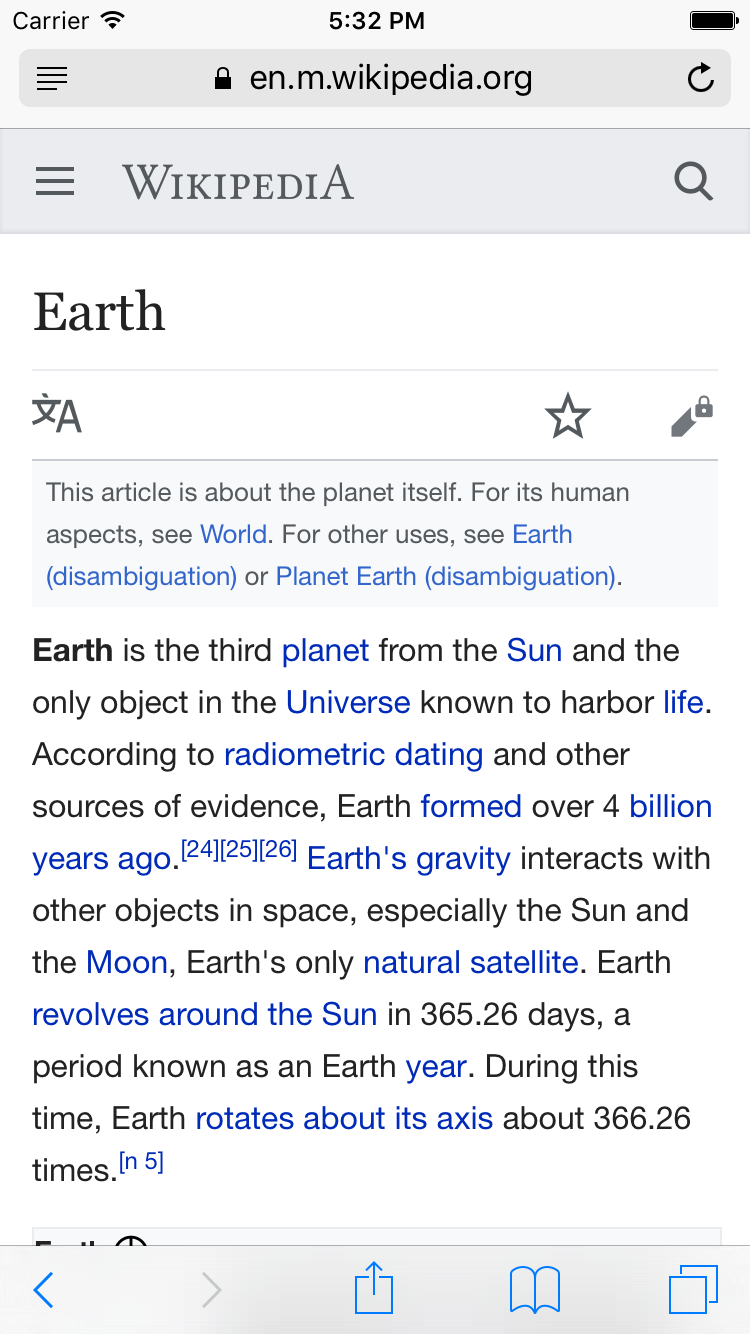 Carrier 5:32 PM
en.m.wikipedia.org
WIKIPEDIA
Earth
文A
This article is about the planet itself. For its human
aspects, see World. For other uses, see Earth
(disambiguation) or Planet Earth (disambiguation).
Earth is the third planet from the Sun and the
only object in the Universe known to harbor life.
According to radiometric dating and other
sources of evidence, Earth formed over 4 billion
years ago.[24][25][26] Earth's gravity interacts with
other objects in space, especially the Sun and
the Moon, Earth's only natural satellite. Earth
revolves around the Sun in 365.26 days, a
period known as an Earth year. During this
time, Earth rotates about its axis about 366.26
times.[n 5]